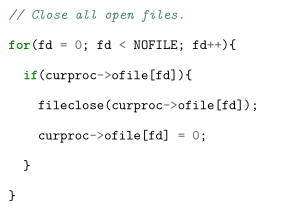 // Close all open files.
for(fd = 0; fd < NOFILE; fd++){
  if(curproc->ofile[fd]){
    fileclose(curproc->ofile[fd]);
    curproc->ofile[fd] = 0;
  }
}